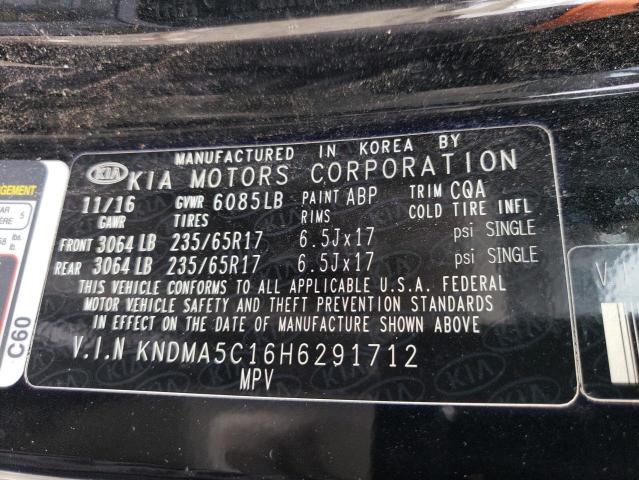 MANUFACTURED IN KOREA BY
KIA KIA MOTORS CORPORATION
11/16 GVWR 6085LB PAINT ABP TRIM CQA
GAWR TIRES RIMS COLD TIRE INFL
FRONT 3064 LB 235/65R17 6.5Jx17 psi SINGLE
REAR 3064 LB 235/65R17 6.5Jx17 psi SINGLE
THIS VEHICLE CONFORMS TO ALL APPLICABLE U.S.A. FEDERAL
MOTOR VEHICLE SAFETY AND THEFT PREVENTION STANDARDS
IN EFFECT ON THE DATE OF MANUFACTURE SHOWN ABOVE.
V.I.N KNDMA5C16H6291712
MPV
C60
5
lbs.